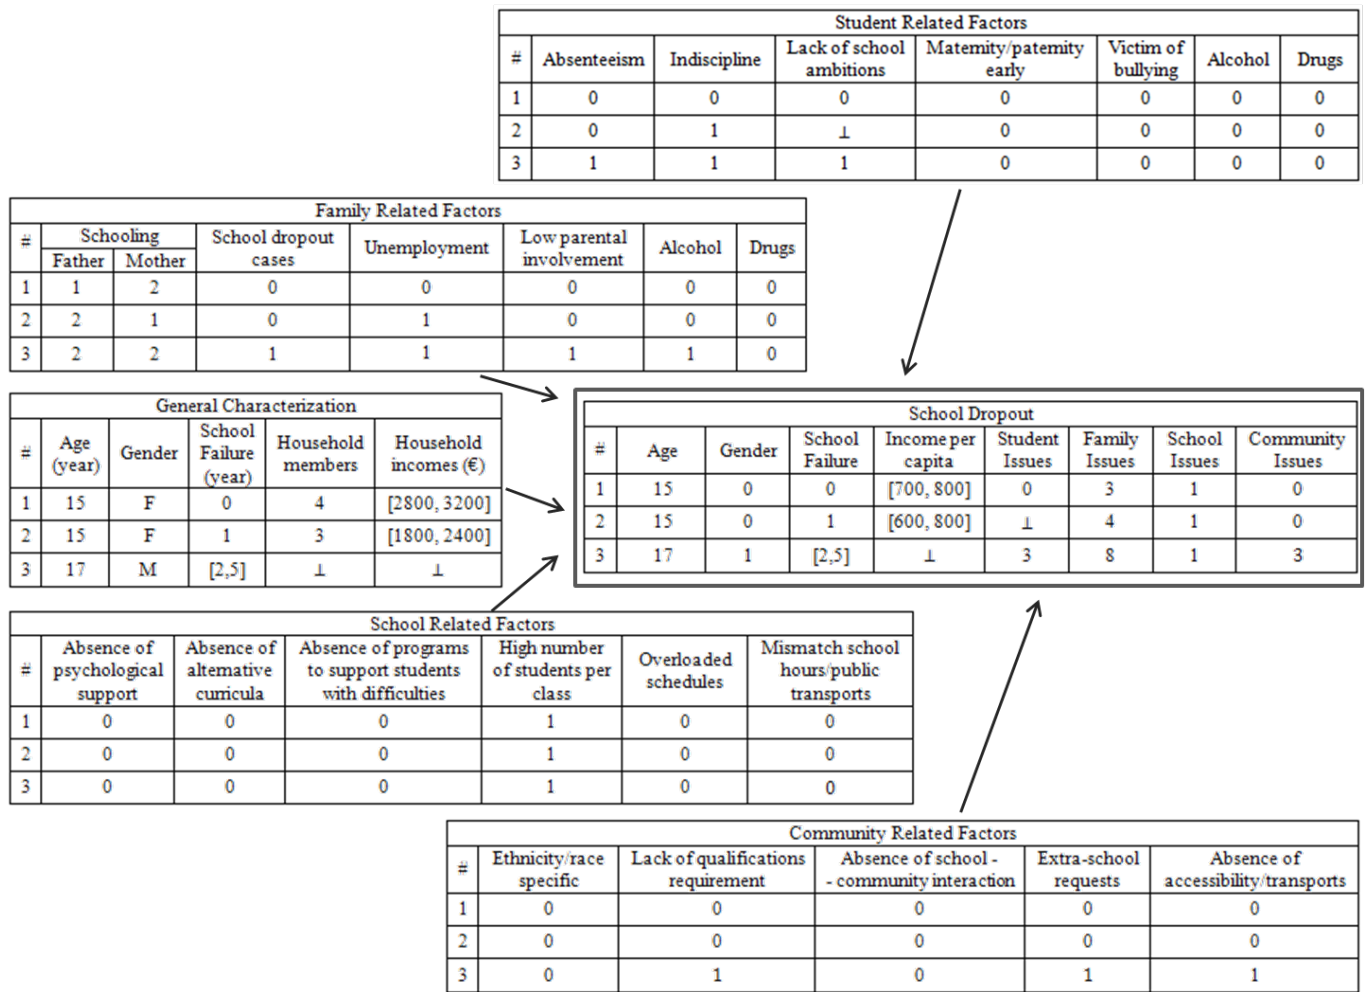 Student Related Factors
# Absenteeism Indiscipline Lack of school ambitions Maternity/paternity early Victim of bullying Alcohol Drugs
1 0 0 0 0 0 0 0
2 0 1 ⊥ 0 0 0 0
3 1 1 1 0 0 0 0
Family Related Factors
# Schooling Father Mother School dropout cases Unemployment Low parental involvement Alcohol Drugs
1 1 2 0 0 0 0 0
2 2 1 0 1 0 0 0
3 2 2 1 1 1 1 0
General Characterization
# Age (year) Gender School Failure (year) Household members Household incomes (€)
1 15 F 0 4 [2800, 3200]
2 15 F 1 3 [1800, 2400]
3 17 M [2,5] ⊥ ⊥
School Dropout
# Age Gender School Failure Income per capita Student Issues Family Issues School Issues Community Issues
1 15 0 0 [700, 800] 0 3 1 0
2 15 0 1 [600, 800] ⊥ 4 1 0
3 17 1 [2,5] ⊥ 3 8 1 3
School Related Factors
# Absence of psychological support Absence of alternative curricula Absence of programs to support students with difficulties High number of students per class Overloaded schedules Mismatch school hours/public transports
1 0 0 0 1 0 0
2 0 0 0 1 0 0
3 0 0 0 1 0 0
Community Related Factors
# Ethnicity/race specific Lack of qualifications requirement Absence of school - - community interaction Extra-school requests Absence of accessibility/transports
1 0 0 0 0 0
2 0 0 0 0 0
3 0 1 0 1 1